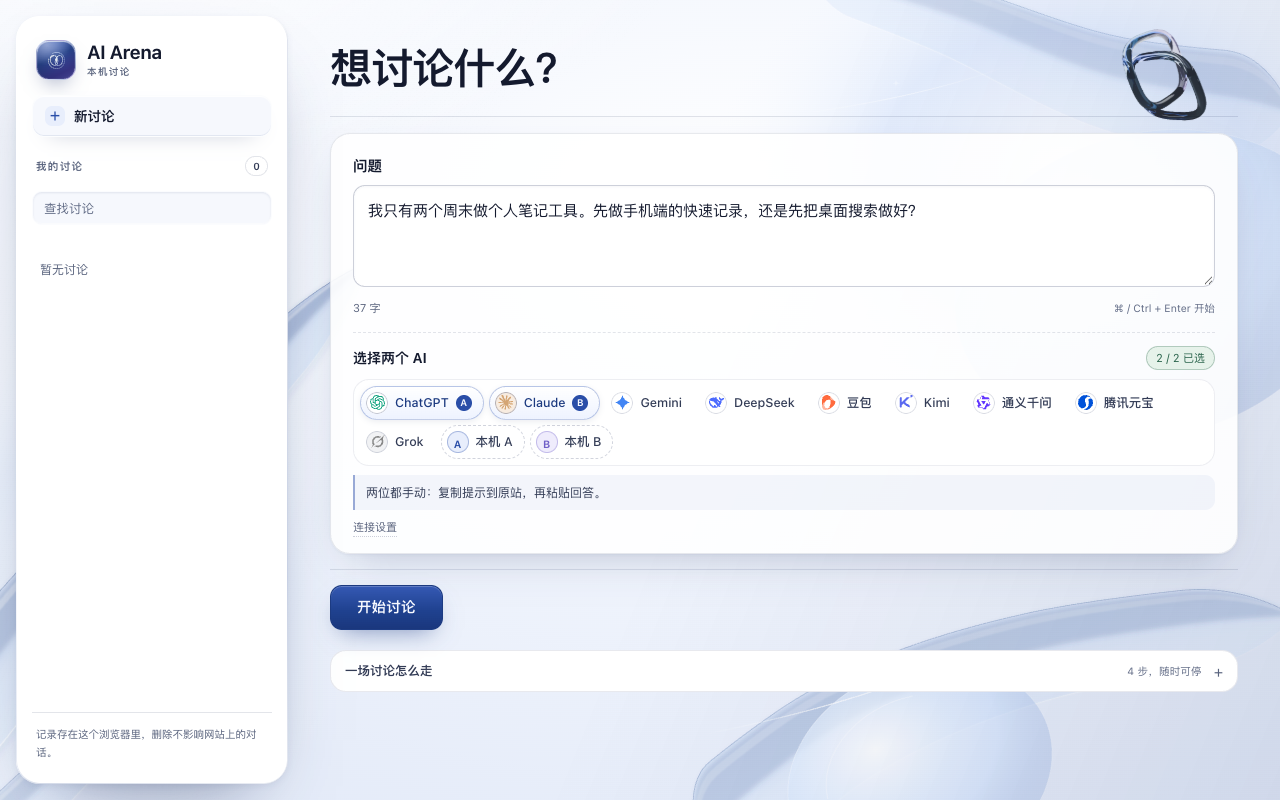 AI Arena
本机讨论
+ 新讨论
我的讨论 0
查找讨论
暂无讨论
记录存在这个浏览器里，删除不影响网站上的对
话。
想讨论什么？
问题
我只有两个周末做个人笔记工具。先做手机端的快速记录，还是先把桌面搜索做好？
37 字
⌘ / Ctrl + Enter 开始
选择两个 AI
2 / 2 已选
ChatGPT A Claude B Gemini DeepSeek 豆包 Kimi 通义千问 腾讯元宝
Grok A 本机 A B 本机 B
两位都手动：复制提示到原站，再粘贴回答。
连接设置
开始讨论
一场讨论怎么走
4 步，随时可停 +